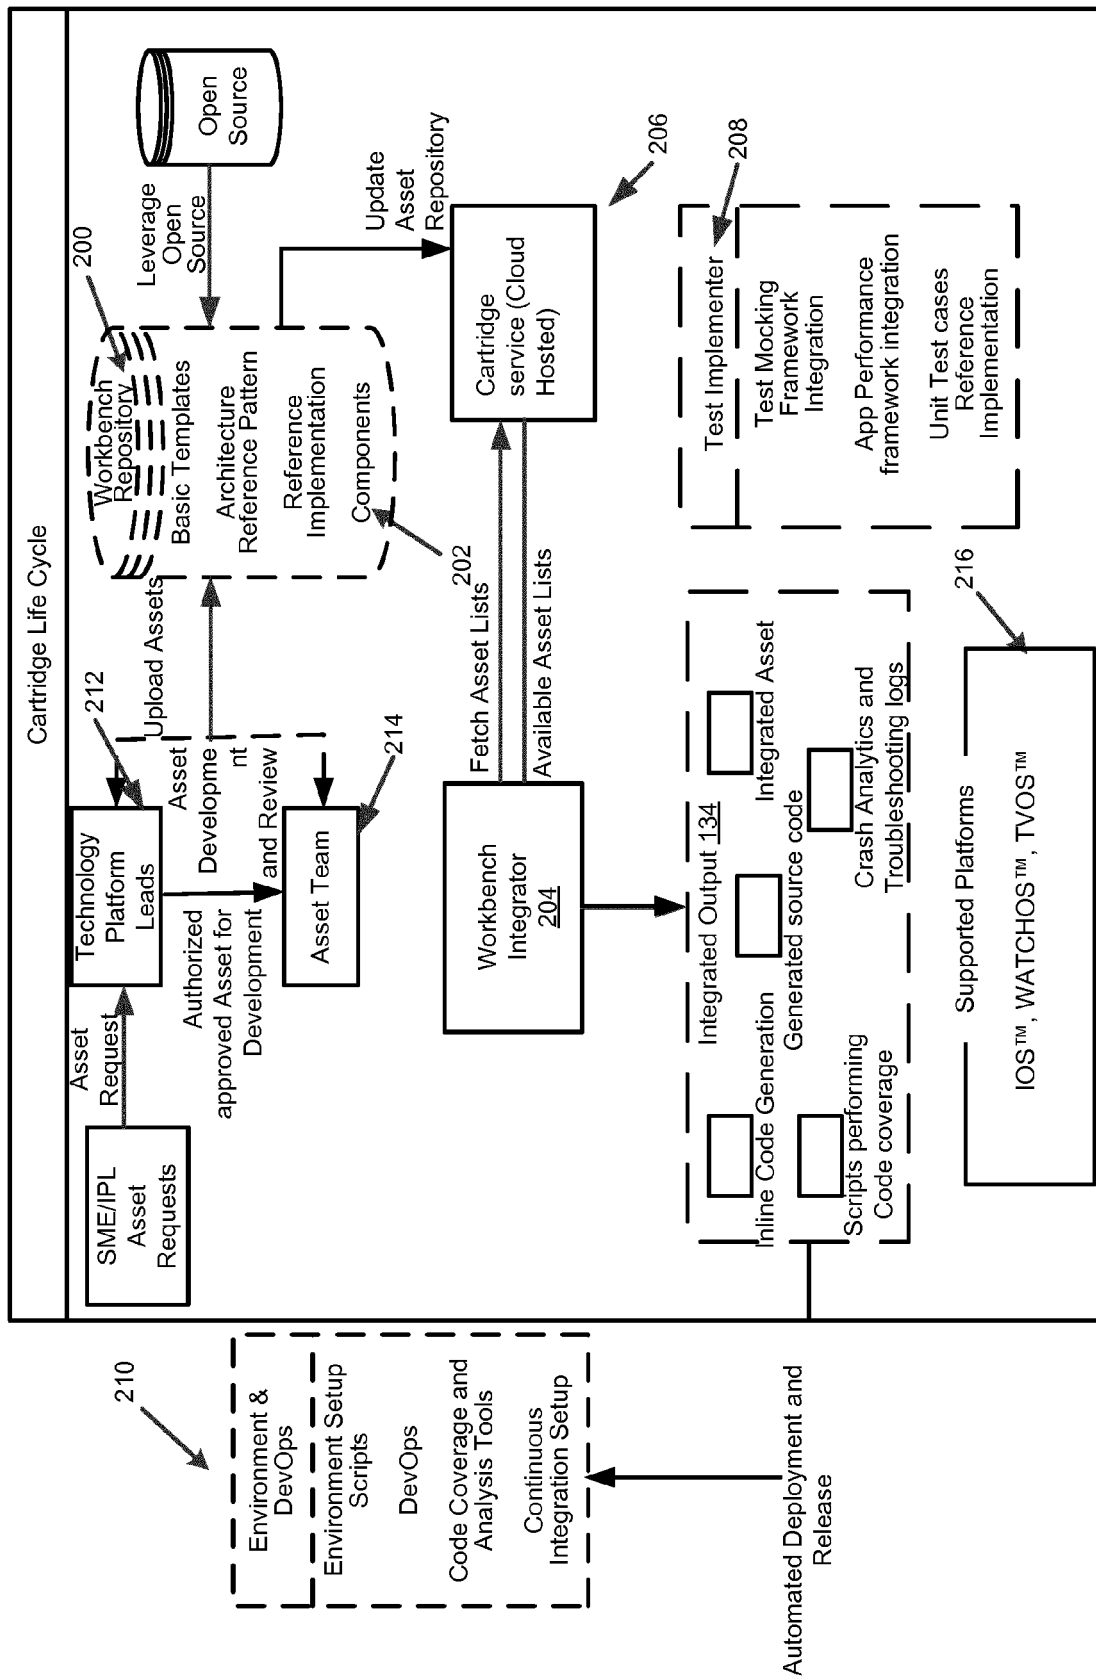 Cartridge Life Cycle
SME/IPL
Asset
Requests
Asset
Request
Technology
Platform
Leads
212
Authorized
approved Asset for
Development
Asset
Developme
nt
and Review
Asset Team
214
Upload Assets
Workbench
Repository
200
Basic Templates
Architecture
Reference Pattern
Reference
Implementation
Components
202
Leverage
Open
Source
Open
Source
Update
Asset
Repository
Workbench
Integrator
204
Fetch Asset Lists
Available Asset Lists
Cartridge
service (Cloud
Hosted)
206
Integrated Output 134
Inline Code Generation
Generated source code
Integrated Asset
Scripts performing
Code coverage
Crash Analytics and
Troubleshooting logs
Test Implementer
208
Test Mocking
Framework
Integration
App Performance
framework integration
Unit Test cases
Reference
Implementation
Supported Platforms
216
IOS™, WATCHOS™, TVOS™
210
Environment &
DevOps
Environment Setup
Scripts
DevOps
Code Coverage and
Analysis Tools
Continuous
Integration Setup
Automated Deployment and
Release